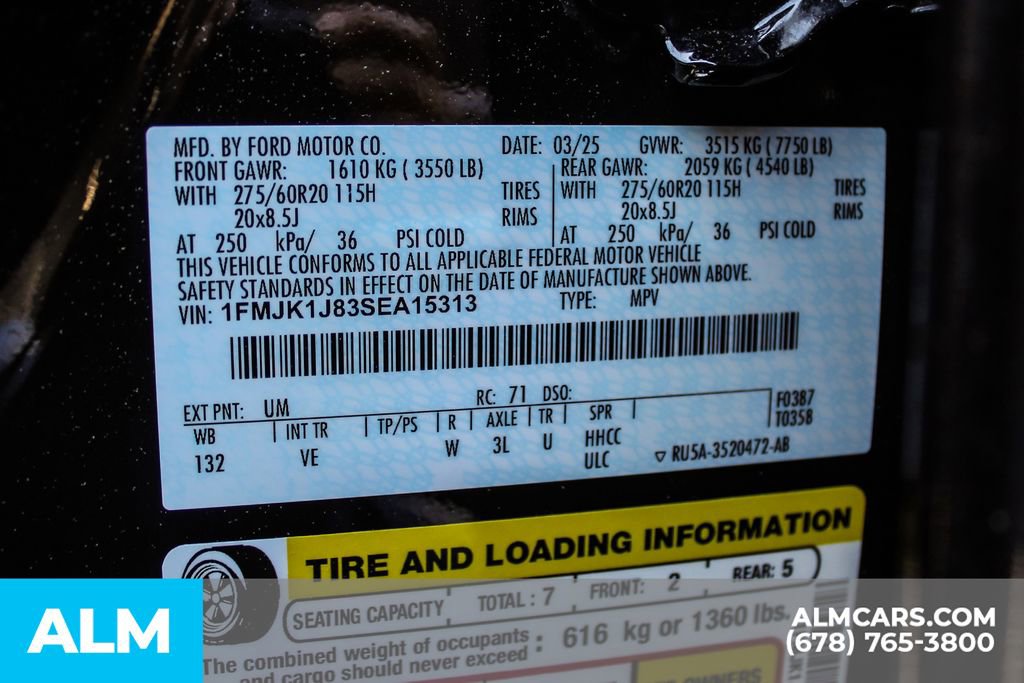 MFD. BY FORD MOTOR CO. DATE: 03/25 GVWR: 3515 KG ( 7750 LB)
FRONT GAWR: 1610 KG ( 3550 LB) REAR GAWR: 2059 KG ( 4540 LB)
WITH 275/60R20 115H TIRES WITH 275/60R20 115H TIRES
20x8.5J RIMS 20x8.5J RIMS
AT 250 kPa/ 36 PSI COLD AT 250 kPa/ 36 PSI COLD
THIS VEHICLE CONFORMS TO ALL APPLICABLE FEDERAL MOTOR VEHICLE
SAFETY STANDARDS IN EFFECT ON THE DATE OF MANUFACTURE SHOWN ABOVE.
VIN: 1FMJK1J83SEA15313 TYPE: MPV
EXT PNT: UM RC: 71 DSO: F0387
WB INT TR TP/PS R AXLE TR SPR T0358
132 VE W 3L U HHCC
ULC ▽ RU5A-3520472-AB
TIRE AND LOADING INFORMATION
SEATING CAPACITY TOTAL : 7 FRONT: 2 REAR: 5
The combined weight of occupants
and cargo should never exceed : 616 kg or 1360 lbs.
OWNERS
ALM
ALMCARS.COM
(678) 765-3800